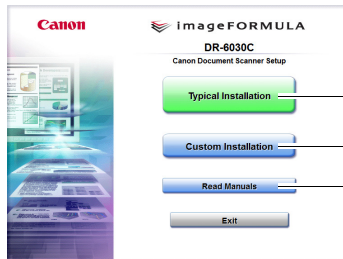 Canon
imageFORMULA
DR-6030C
Canon Document Scanner Setup
Typical Installation
Custom Installation
Read Manuals
Exit